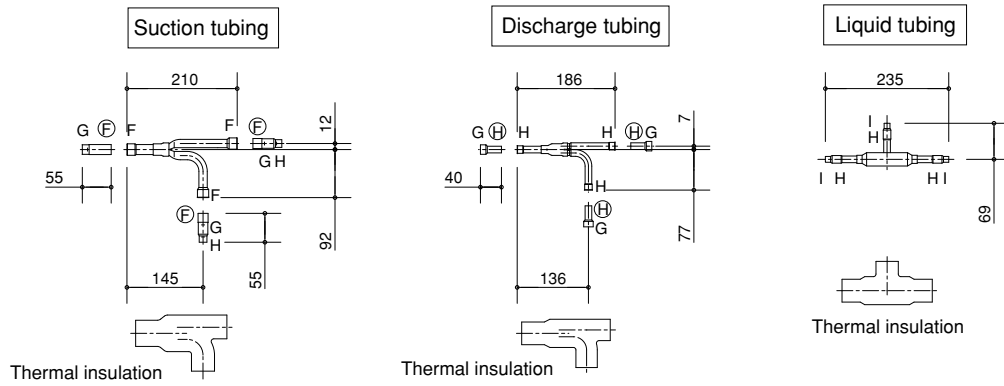 Suction tubing
210
12
G Ⓕ F
F Ⓕ
G H
55
F
Ⓕ
G
H
92
55
145
Thermal insulation
Discharge tubing
186
7
G Ⓗ H
H Ⓗ G
40
H
Ⓗ
G
77
136
Thermal insulation
Liquid tubing
235
I
H
I H
H I
69
Thermal insulation